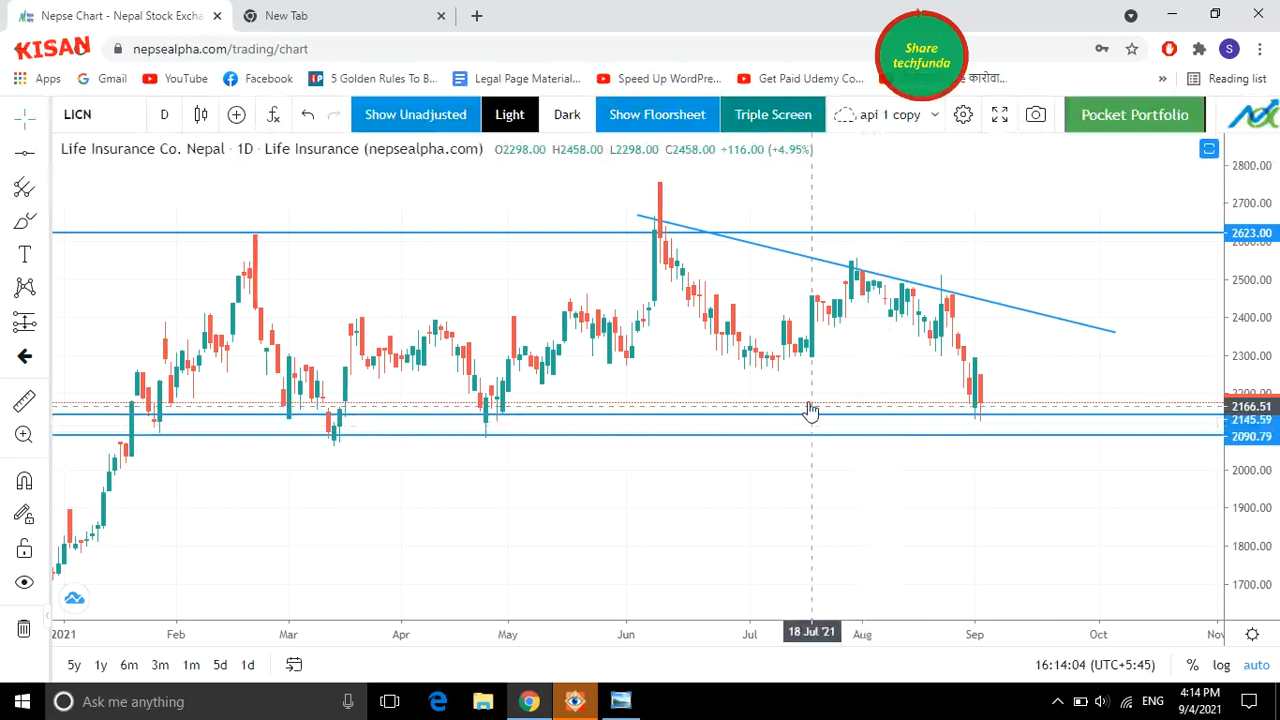 Nepse Chart - Nepal Stock Excha
New Tab
KISAN
nepsealpha.com/trading/chart
Share
techfunda
S
Apps
Gmail
YouTube
Facebook
5 Golden Rules To B...
Legal Page Material...
Speed Up WordPre...
Get Paid Udemy Co...
Reading list
LICN
D
Show Unadjusted
Light
Dark
Show Floorsheet
Triple Screen
api 1 copy
Pocket Portfolio
Life Insurance Co. Nepal · 1D · Life Insurance (nepsealpha.com) O2298.00 H2458.00 L2298.00 C2458.00 +116.00 (+4.95%)
2800.00
2700.00
2623.00
2600.00
2500.00
2400.00
2300.00
2200.00
2166.51
2145.59
2090.79
2000.00
1900.00
1800.00
1700.00
2021
Feb
Mar
Apr
May
Jun
Jul
18 Jul '21
Aug
Sep
Oct
Nov
5y
1y
6m
3m
1m
5d
1d
16:14:04 (UTC+5:45)
%
log
auto
Ask me anything
ENG
4:14 PM
9/4/2021